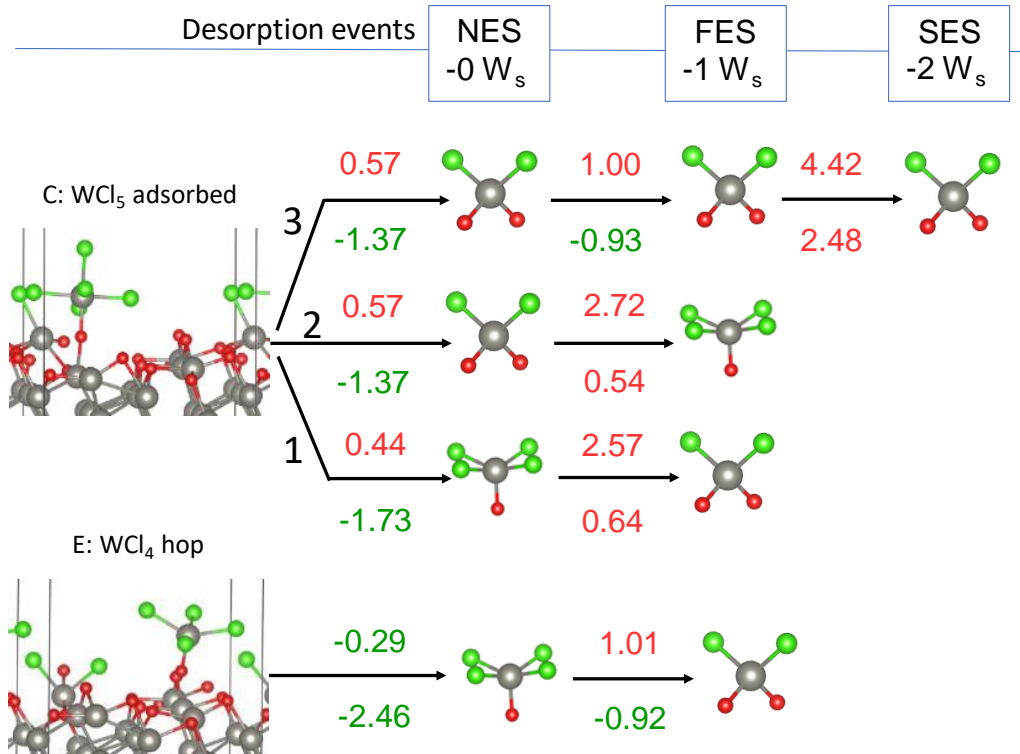 Desorption events
NES
-0 Wₛ
FES
-1 Wₛ
SES
-2 Wₛ
C: WCl₅ adsorbed
3
0.57
-1.37
1.00
-0.93
4.42
2.48
2
0.57
-1.37
2.72
0.54
1
0.44
-1.73
2.57
0.64
E: WCl₄ hop
-0.29
-2.46
1.01
-0.92